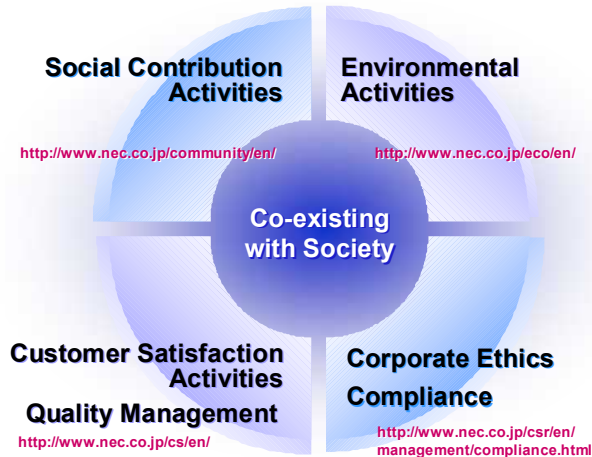 Social Contribution
Activities
http://www.nec.co.jp/community/en/
Environmental
Activities
http://www.nec.co.jp/eco/en/
Co-existing
with Society
Customer Satisfaction
Activities
Quality Management
http://www.nec.co.jp/cs/en/
Corporate Ethics
Compliance
http://www.nec.co.jp/csr/en/
management/compliance.html